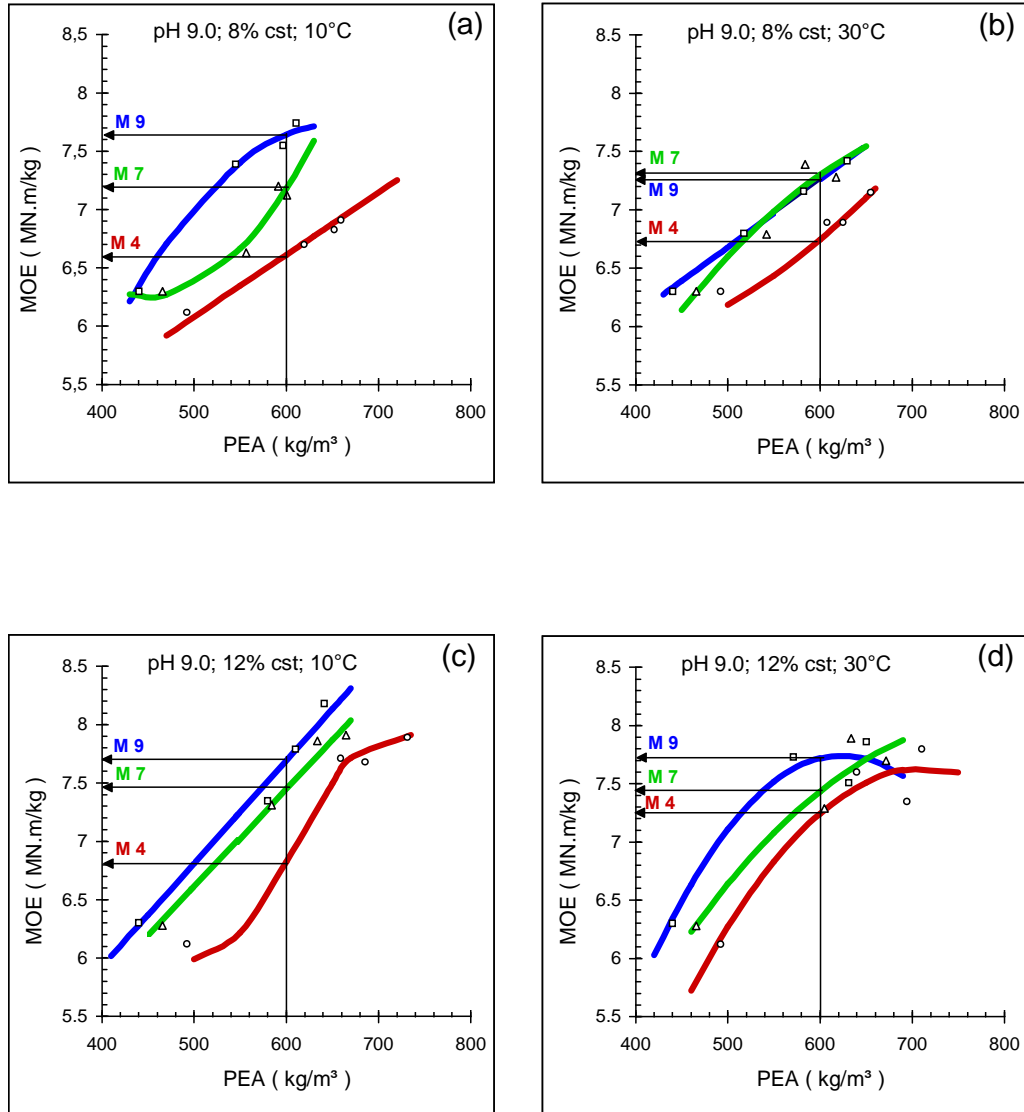 pH 9.0; 8% cst; 10°C
(a)
8,5
8
7.5
7
6.5
6
5,5
M 9
M 7
M 4
MOE ( MN.m/kg )
400 500 600 700 800
PEA ( kg/m³ )
pH 9.0; 8% cst; 30°C
(b)
8.5
8
7.5
7
6.5
6
5.5
M 7
M 9
M 4
MOE ( MN.m/kg )
400 500 600 700 800
PEA ( kg/m³ )
pH 9.0; 12% cst; 10°C
(c)
8.5
8
7.5
7
6.5
6
5.5
M 9
M 7
M 4
MOE ( MN.m/kg )
400 500 600 700 800
PEA ( kg/m³ )
pH 9.0; 12% cst; 30°C
(d)
8.5
8
7.5
7
6.5
6
5.5
M 9
M 7
M 4
MOE ( MN.m/kg )
400 500 600 700 800
PEA ( kg/m³ )